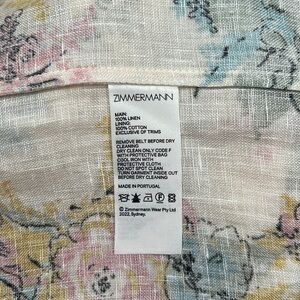 ZIMMERMANN
MAIN:
100% LINEN
LINING:
100% COTTON
EXCLUSIVE OF TRIMS
REMOVE BELT BEFORE DRY
CLEANING
DRY CLEAN ONLY CODE F
WITH PROTECTIVE BAG
COOL IRON WITH
PROTECTIVE CLOTH
DO NOT SPOT CLEAN
TURN GARMENT INSIDE OUT
BEFORE DRY CLEANING
MADE IN PORTUGAL
© Zimmermann Wear Pty Ltd
2022, Sydney.